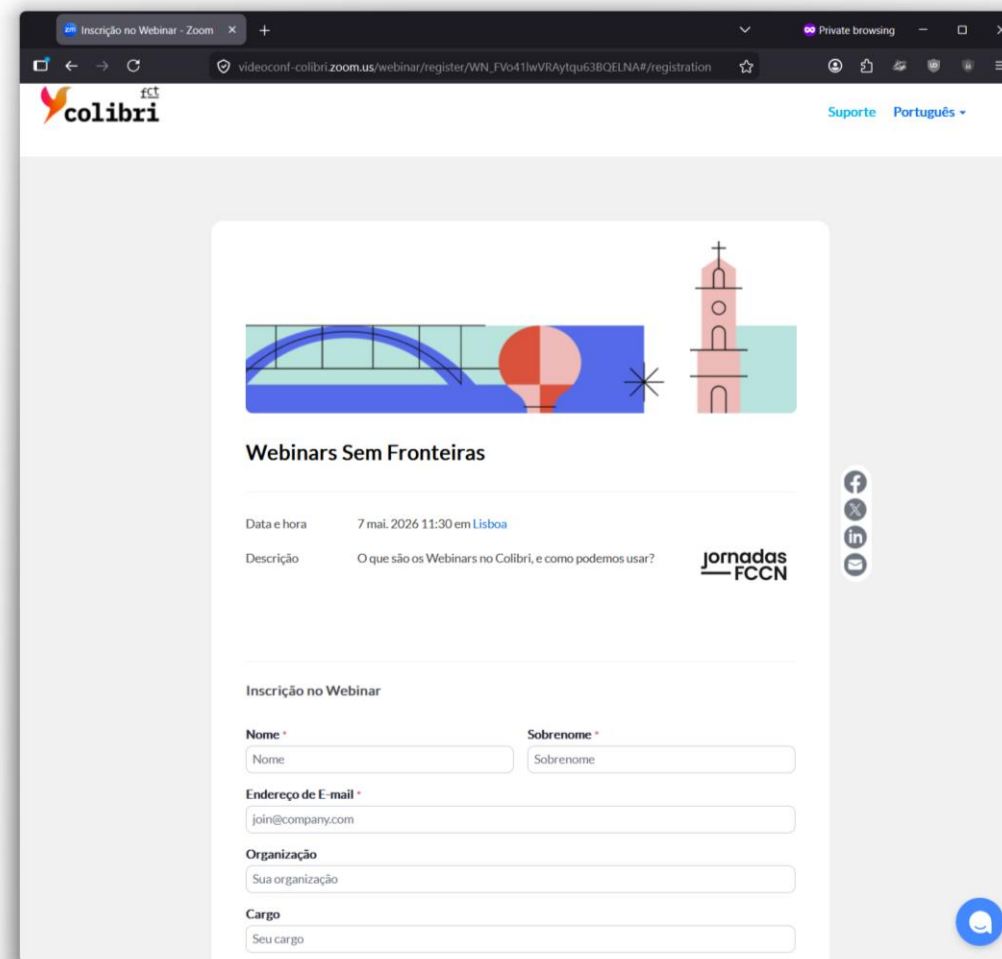 zm Inscrição no Webinar - Zoom
Private browsing
videoconf-colibri.zoom.us/webinar/register/WN_FVo41lwVRAytqu63BQELNA#/registration
fct
colibri
Suporte Português
Webinars Sem Fronteiras
Data e hora 7 mai. 2026 11:30 em Lisboa
Descrição O que são os Webinars no Colibri, e como podemos usar?
jornadas
FCCN
Inscrição no Webinar
Nome * Sobrenome *
Nome Sobrenome
Endereço de E-mail *
join@company.com
Organização
Sua organização
Cargo
Seu cargo